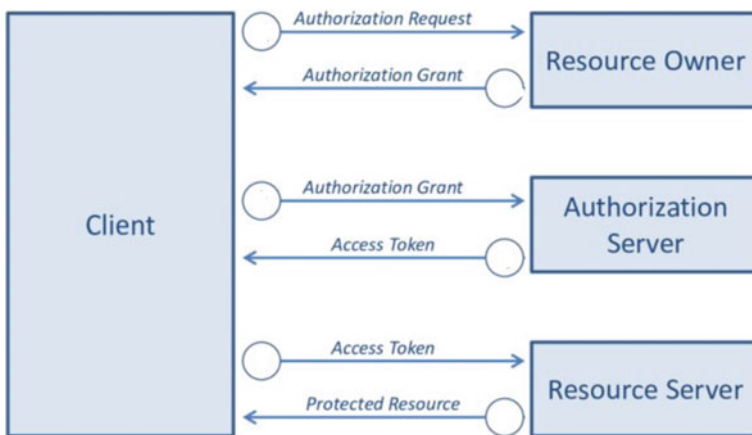 Authorization Request
Resource Owner
Authorization Grant
Client
Authorization Grant
Authorization
Server
Access Token
Access Token
Resource Server
Protected Resource